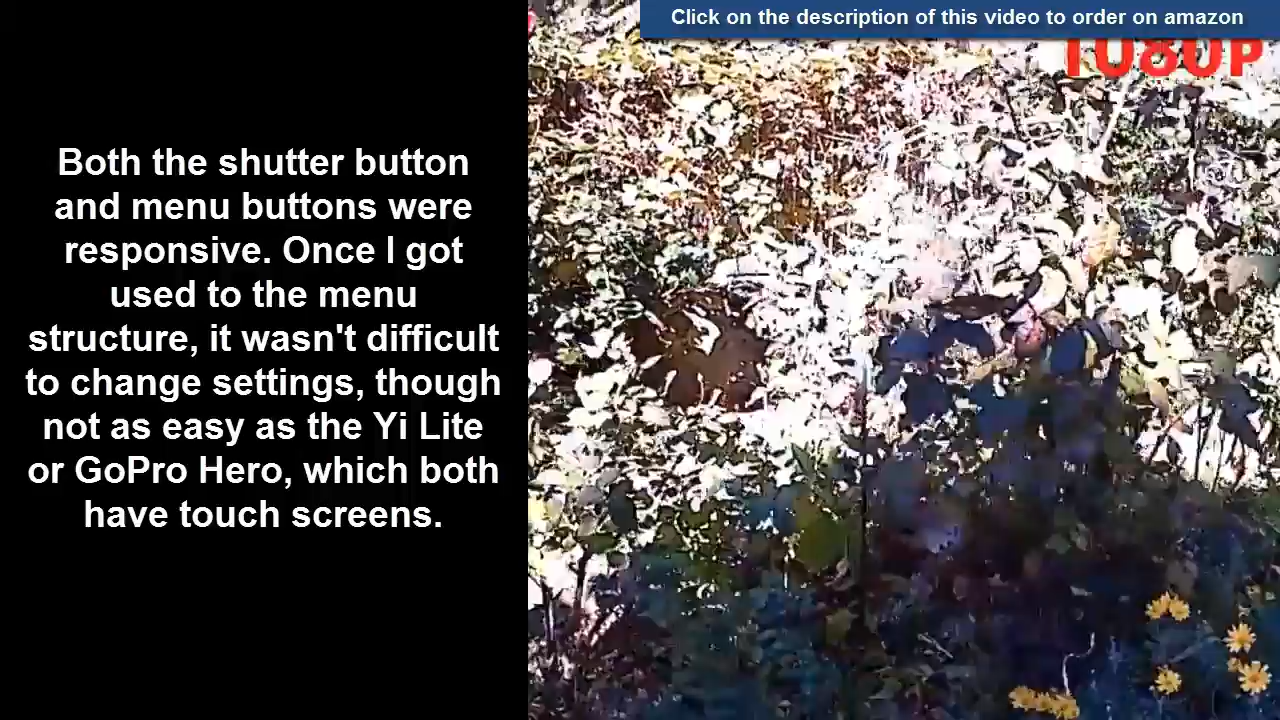 Click on the description of this video to order on amazon
1080P
Both the shutter button
and menu buttons were
responsive. Once I got
used to the menu
structure, it wasn't difficult
to change settings, though
not as easy as the Yi Lite
or GoPro Hero, which both
have touch screens.